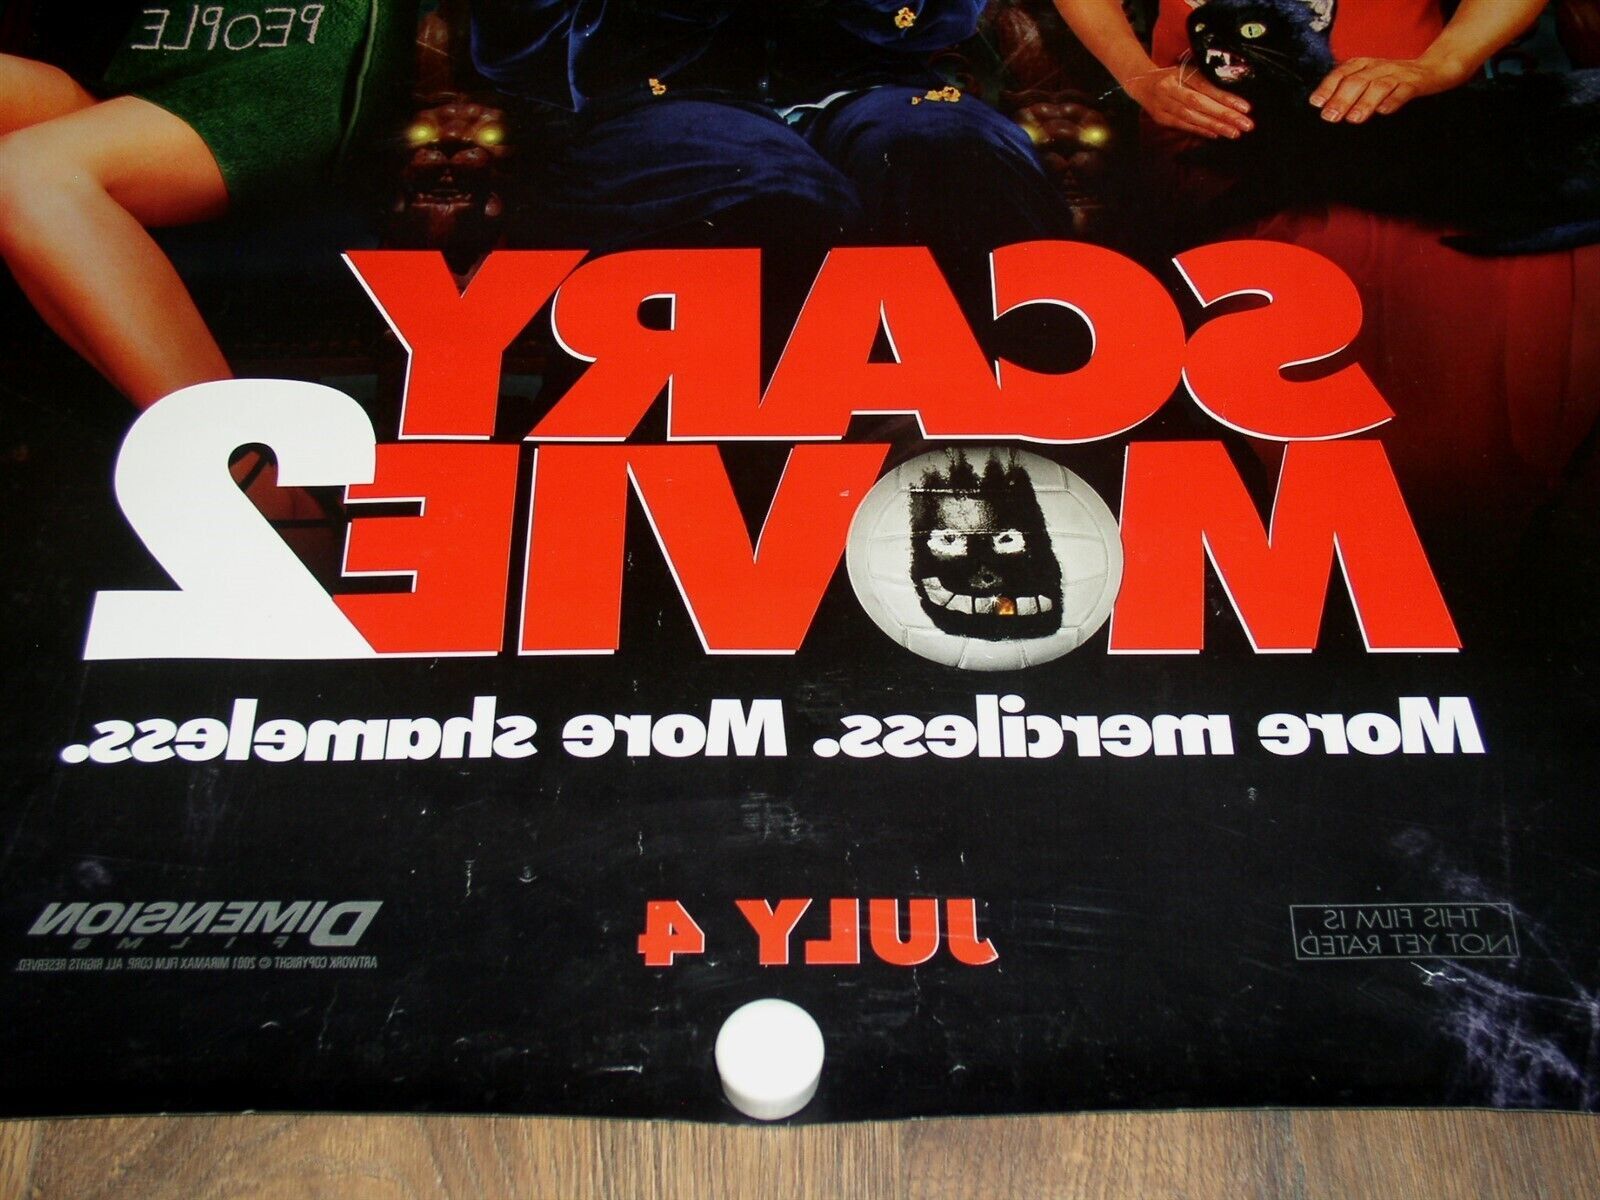 PEOPLE
SCARY
MOVIE 2
More merciless. More shameless.
DIMENSION
FILMS
ARTWORK COPYRIGHT © 2001 MIRAMAX FILM CORP. ALL RIGHTS RESERVED.
JULY 4
THIS FILM IS
NOT YET RATED